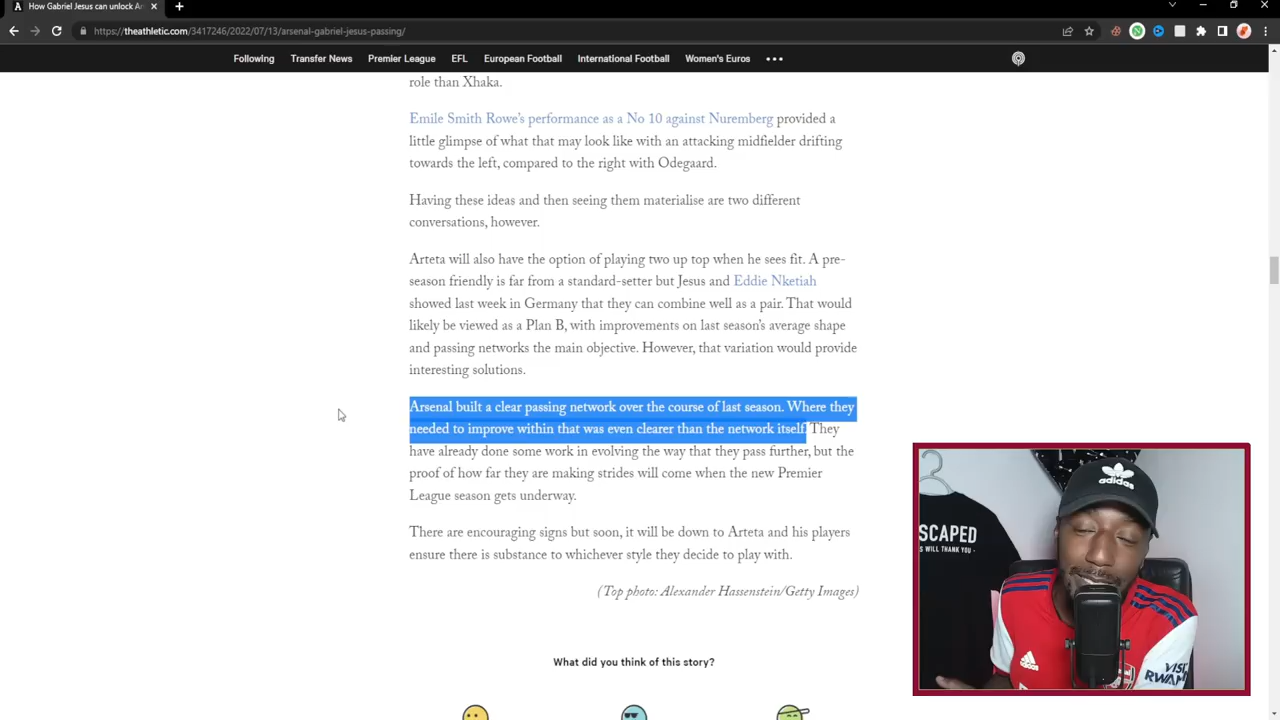 How Gabriel Jesus can unlock Ar
https://theathletic.com/3417246/2022/07/13/arsenal-gabriel-jesus-passing/
Following Transfer News Premier League EFL European Football International Football Women's Euros
role than Xhaka.
Emile Smith Rowe's performance as a No 10 against Nuremberg provided a
little glimpse of what that may look like with an attacking midfielder drifting
towards the left, compared to the right with Odegaard.
Having these ideas and then seeing them materialise are two different
conversations, however.
Arteta will also have the option of playing two up top when he sees fit. A pre-
season friendly is far from a standard-setter but Jesus and Eddie Nketiah
showed last week in Germany that they can combine well as a pair. That would
likely be viewed as a Plan B, with improvements on last season's average shape
and passing networks the main objective. However, that variation would provide
interesting solutions.
Arsenal built a clear passing network over the course of last season. Where they
needed to improve within that was even clearer than the network itself. They
have already done some work in evolving the way that they pass further, but the
proof of how far they are making strides will come when the new Premier
League season gets underway.
There are encouraging signs but soon, it will be down to Arteta and his players
ensure there is substance to whichever style they decide to play with.
(Top photo: Alexander Hassenstein/Getty Images)
What did you think of this story?
adidas
SCAPED
S WILL THANK YOU -
adidas
Arsenal
VISIT
RWAN